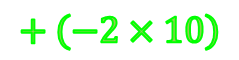 + (−2 × 10)